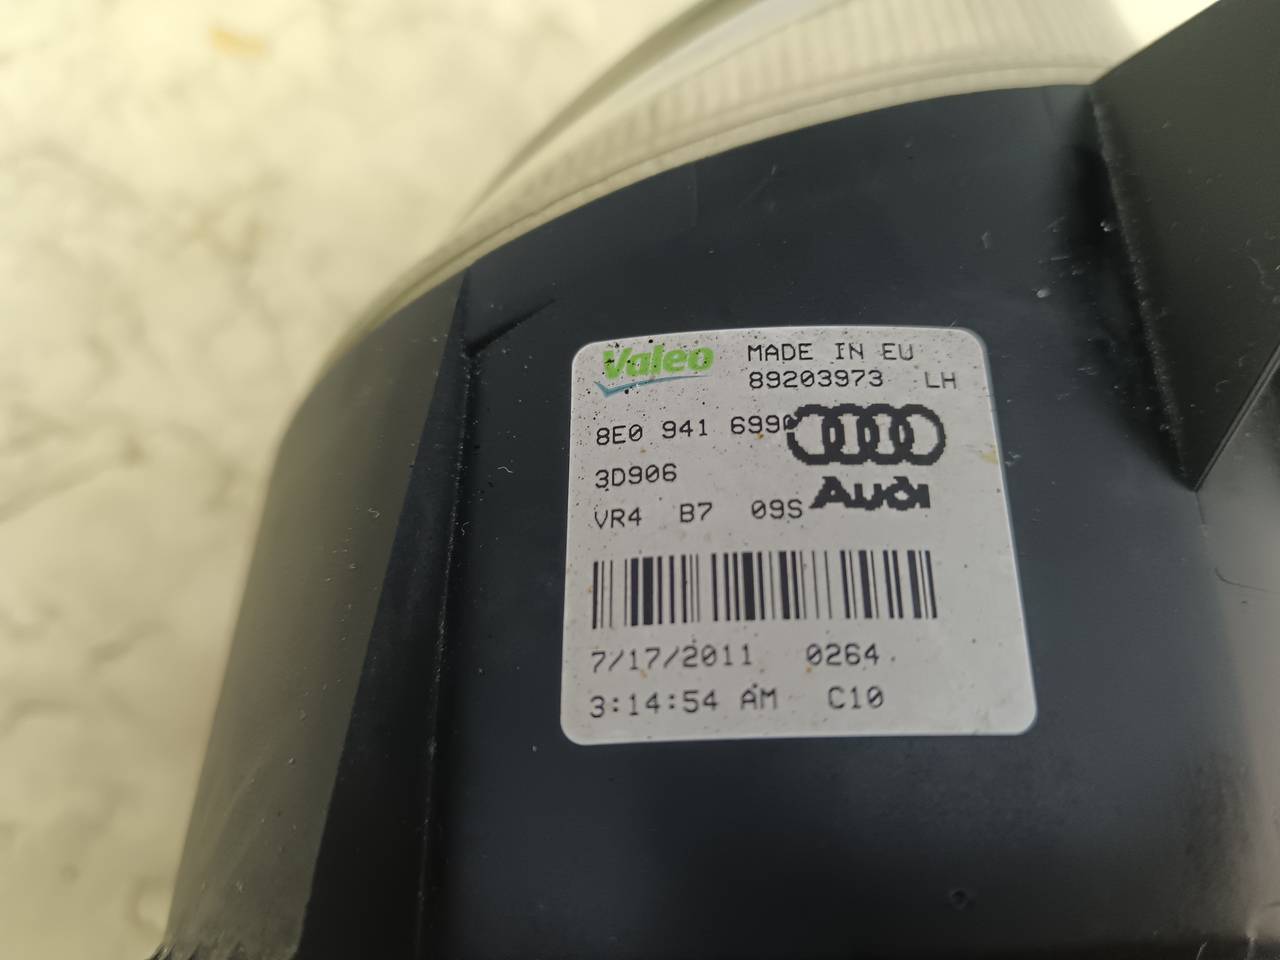 Valeo MADE IN EU
89203973 LH
8E0 941 699
3D906
Audi
VR4 B7 09S
7/17/2011 0264
3:14:54 AM C10